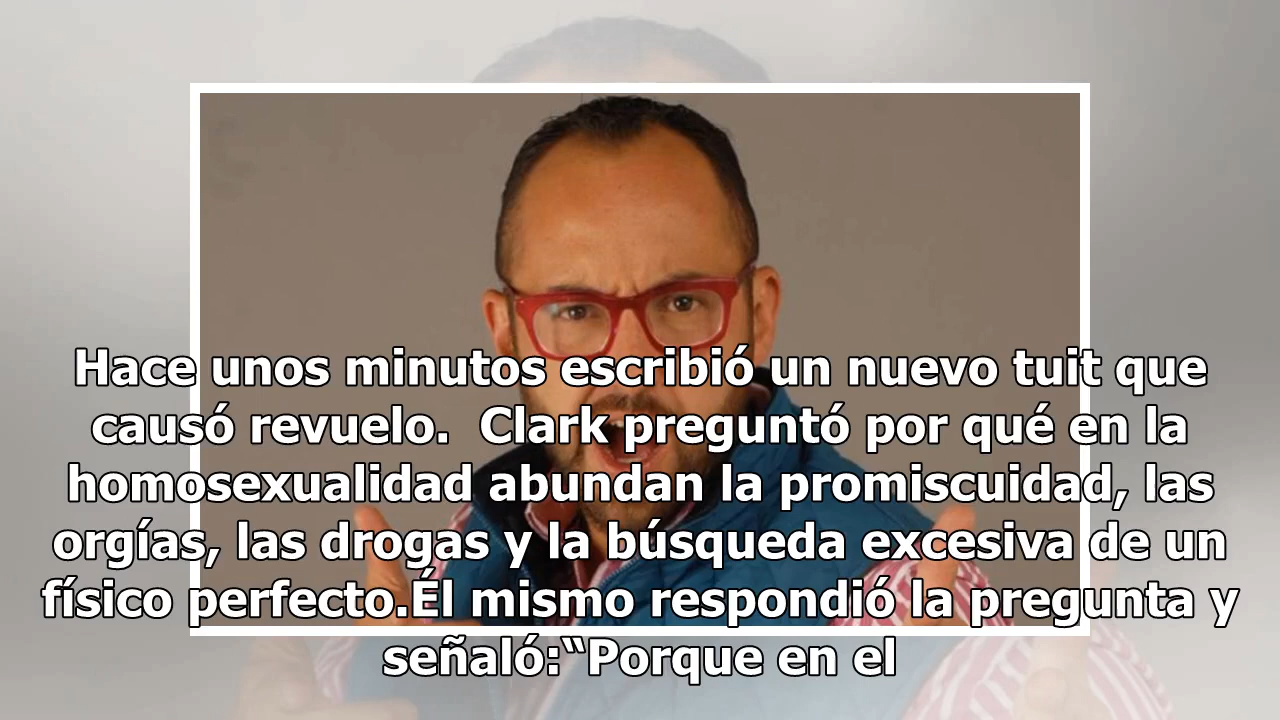 Hace unos minutos escribió un nuevo tuit que
causó revuelo.  Clark preguntó por qué en la
homosexualidad abundan la promiscuidad, las
orgías, las drogas y la búsqueda excesiva de un
físico perfecto.Él mismo respondió la pregunta y
señaló:“Porque en el